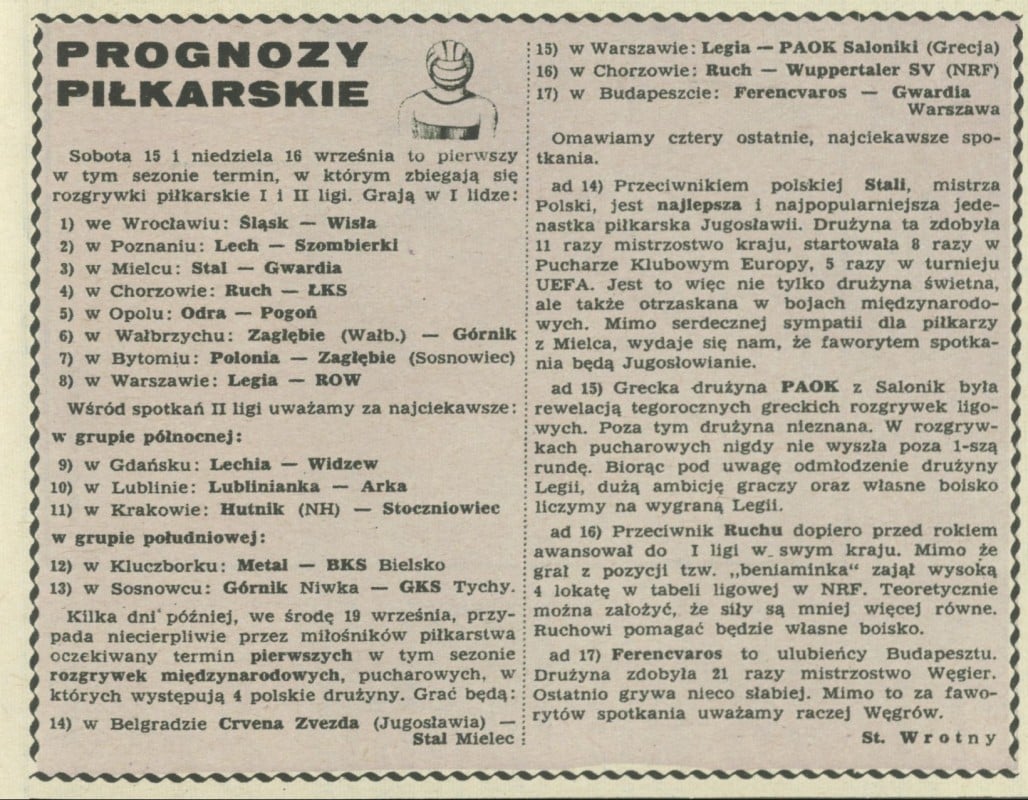 PROGNOZY
PIŁKARSKIE
Sobota 15 i niedziela 16 września to pierwszy
w tym sezonie termin, w którym zbiegają się
rozgrywki piłkarskie I i II ligi. Grają w I lidze:
1) we Wrocławiu: Śląsk — Wisła
2) w Poznaniu: Lech — Szombierki
3) w Mielcu: Stal — Gwardia
4) w Chorzowie: Ruch — ŁKS
5) w Opolu: Odra — Pogoń
6) w Wałbrzychu: Zagłębie (Wałb.) — Górnik
7) w Bytomiu: Polonia — Zagłębie (Sosnowiec)
8) w Warszawie: Legia — ROW
Wśród spotkań II ligi uważamy za najciekawsze:
w grupie północnej:
9) w Gdańsku: Lechia — Widzew
10) w Lublinie: Lublinianka — Arka
11) w Krakowie: Hutnik (NH) — Stoczniowiec
w grupie południowej:
12) w Kluczborku: Metal — BKS Bielsko
13) w Sosnowcu: Górnik Niwka — GKS Tychy.
Kilka dni później, we środę 19 września, przy-
pada niecierpliwie przez miłośników piłkarstwa
oczekiwany termin pierwszych w tym sezonie
rozgrywek międzynarodowych, pucharowych, w
których występują 4 polskie drużyny. Grać będą:
14) w Belgradzie Crvena Zvezda (Jugosławia) —
Stal Mielec
15) w Warszawie: Legia — PAOK Saloniki (Grecja)
16) w Chorzowie: Ruch — Wuppertaler SV (NRF)
17) w Budapeszcie: Ferencvaros — Gwardia
Warszawa
Omawiamy cztery ostatnie, najciekawsze spo-
tkania.
ad 14) Przeciwnikiem polskiej Stali, mistrza
Polski, jest najlepsza i najpopularniejsza jede-
nastka piłkarska Jugosławii. Drużyna ta zdobyła
11 razy mistrzostwo kraju, startowała 8 razy w
Pucharze Klubowym Europy, 5 razy w turnieju
UEFA. Jest to więc nie tylko drużyna świetna,
ale także otrzaskana w bojach międzynarodo-
wych. Mimo serdecznej sympatii dla piłkarzy
z Mielca, wydaje się nam, że faworytem spotka-
nia będą Jugosłowianie.
ad 15) Grecka drużyna PAOK z Salonik była
rewelacją tegorocznych greckich rozgrywek ligo-
wych. Poza tym drużyna nieznana. W rozgryw-
kach pucharowych nigdy nie wyszła poza 1-szą
rundę. Biorąc pod uwagę odmłodzenie drużyny
Legii, dużą ambicję graczy oraz własne boisko
liczymy na wygraną Legii.
ad 16) Przeciwnik Ruchu dopiero przed rokiem
awansował do I ligi w swym kraju. Mimo że
grał z pozycji tzw. „beniaminka" zajął wysoką
4 lokatę w tabeli ligowej w NRF. Teoretycznie
można założyć, że siły są mniej więcej równe.
Ruchowi pomagać będzie własne boisko.
ad 17) Ferencvaros to ulubieńcy Budapesztu.
Drużyna zdobyła 21 razy mistrzostwo Węgier.
Ostatnio grywa nieco słabiej. Mimo to za fawo-
rytów spotkania uważamy raczej Węgrów.
St. Wrotny